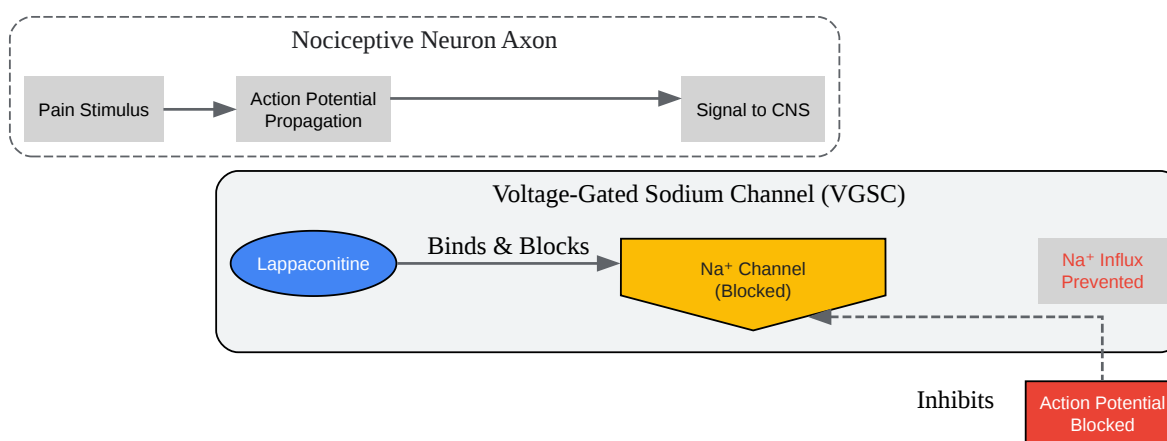 Nociceptive Neuron Axon
Pain Stimulus
Action Potential
Propagation
Signal to CNS
Voltage-Gated Sodium Channel (VGSC)
Lappaconitine
Binds & Blocks
Na⁺ Channel
(Blocked)
Na⁺ Influx
Prevented
Inhibits
Action Potential
Blocked